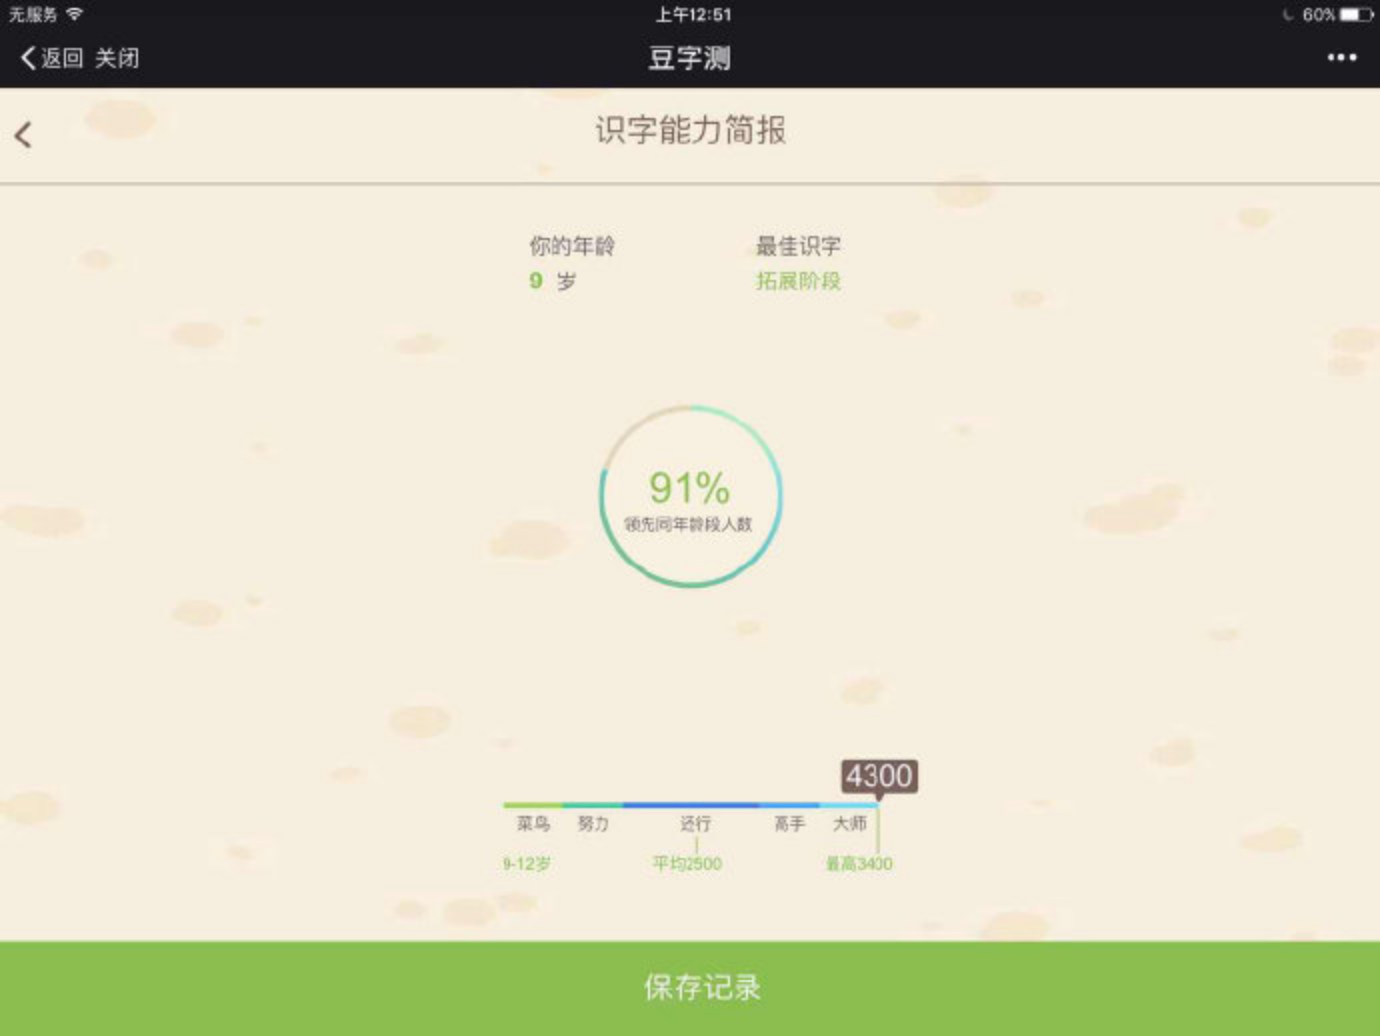 无服务
上午12:51
60%
返回 关闭
豆字测
识字能力简报
你的年龄
最佳识字
9 岁
拓展阶段
91%
领先同年龄段人数
4300
菜鸟 努力 还行 高手 大师
9-12岁 平均2500 最高3400
保存记录